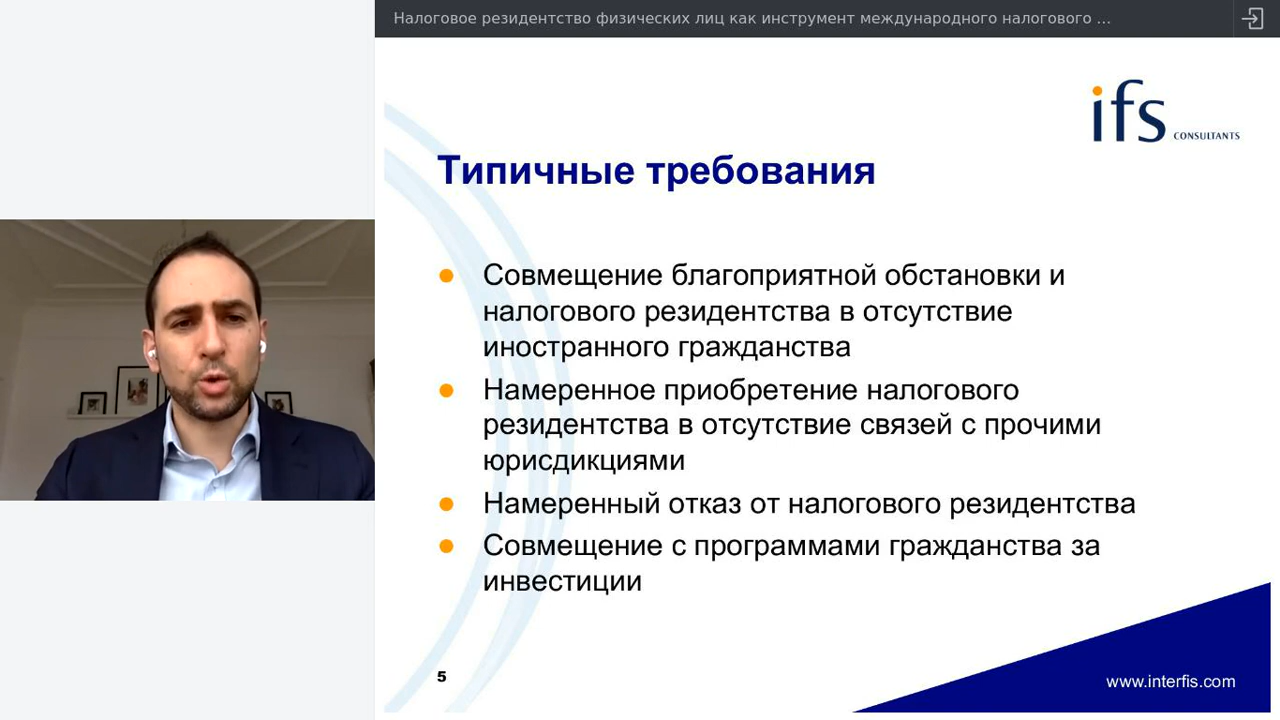 Налоговое резидентство физических лиц как инструмент международного налогового ...
ifs CONSULTANTS
Типичные требования
Совмещение благоприятной обстановки и
налогового резидентства в отсутствие
иностранного гражданства
Намеренное приобретение налогового
резидентства в отсутствие связей с прочими
юрисдикциями
Намеренный отказ от налогового резидентства
Совмещение с программами гражданства за
инвестиции
5
www.interfis.com